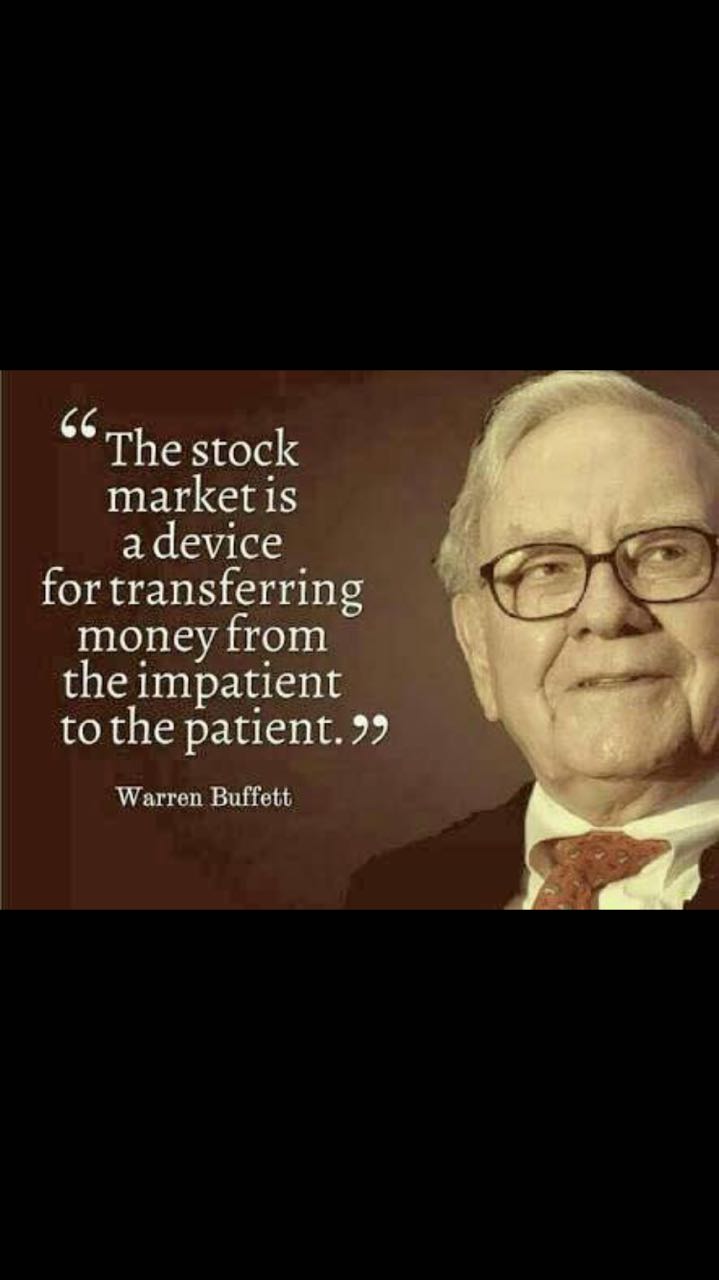 “The stock
market is
a device
for transferring
money from
the impatient
to the patient.”
Warren Buffett